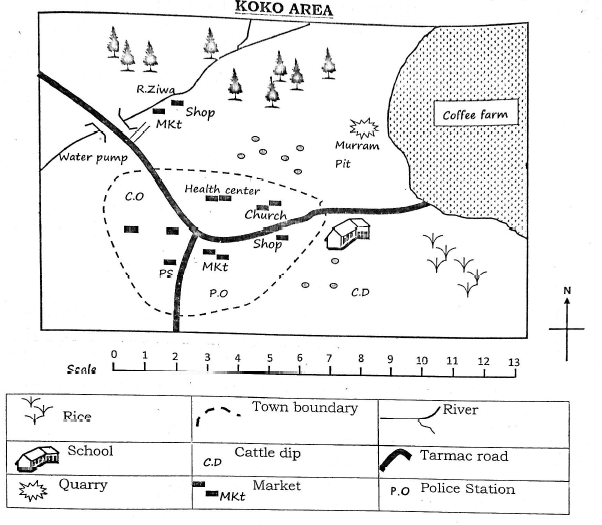 KOKO AREA
R.Ziwa
Shop
MKt
Coffee farm
Murram
Pit
Water pump
C.O
Health center
Church
Shop
PS
MKt
P.O
C.D
N
Scale
0 1 2 3 4 5 6 7 8 9 10 11 12 13
Rice
Town boundary
River
School
C.D Cattle dip
Tarmac road
Quarry
MKt Market
P.O Police Station